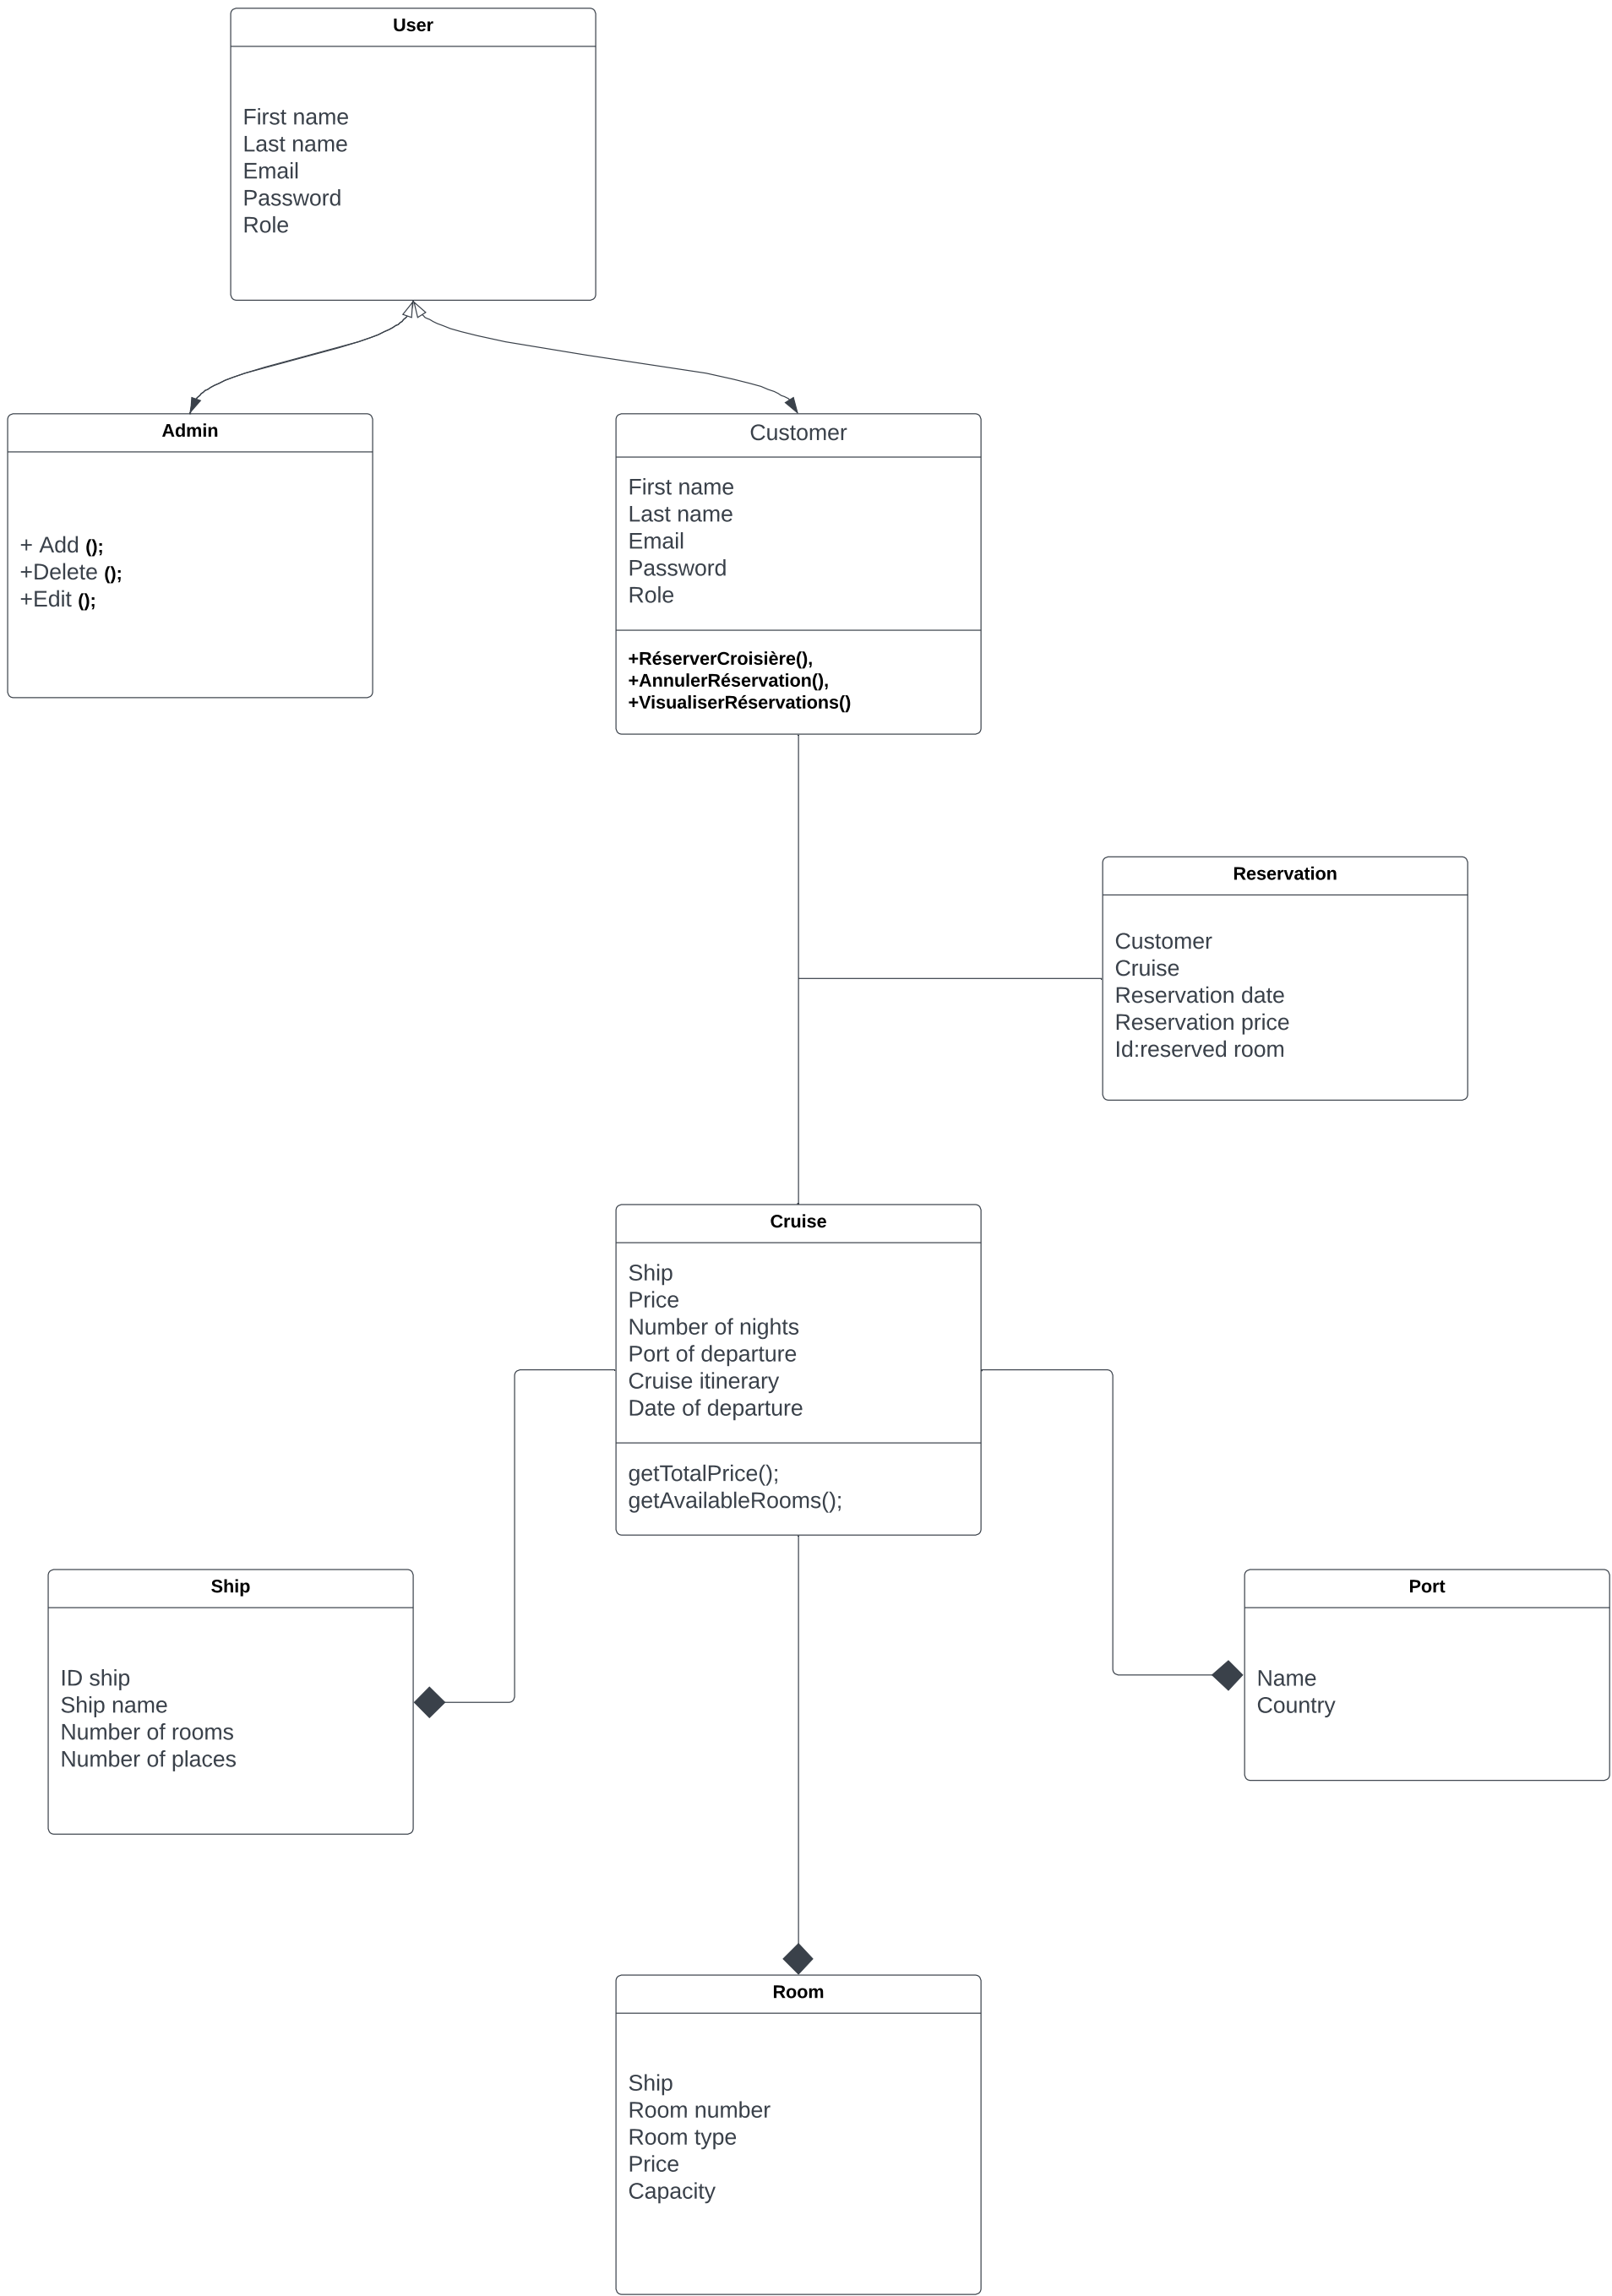 User
First name
Last name
Email
Password
Role
Admin
+ Add ();
+Delete ();
+Edit ();
Customer
First name
Last name
Email
Password
Role
+RéserverCroisière(),
+AnnulerRéservation(),
+VisualiserRéservations()
Reservation
Customer
Cruise
Reservation date
Reservation price
Id:reserved room
Cruise
Ship
Price
Number of nights
Port of departure
Cruise itinerary
Date of departure
getTotalPrice();
getAvailableRooms();
Ship
ID ship
Ship name
Number of rooms
Number of places
Port
Name
Country
Room
Ship
Room number
Room type
Price
Capacity